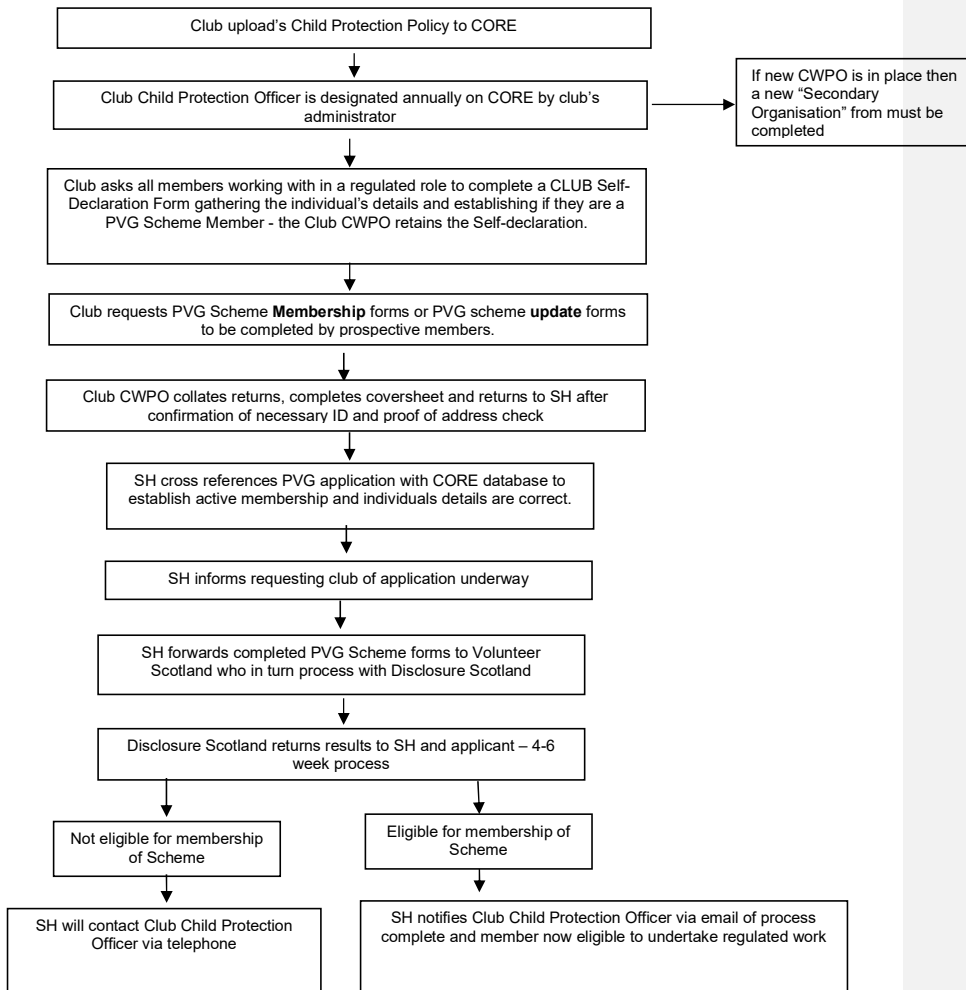 Club upload's Child Protection Policy to CORE
Club Child Protection Officer is designated annually on CORE by club's
administrator
If new CWPO is in place then
a new “Secondary
Organisation” from must be
completed
Club asks all members working with in a regulated role to complete a CLUB Self-
Declaration Form gathering the individual's details and establishing if they are a
PVG Scheme Member - the Club CWPO retains the Self-declaration.
Club requests PVG Scheme Membership forms or PVG scheme update forms
to be completed by prospective members.
Club CWPO collates returns, completes coversheet and returns to SH after
confirmation of necessary ID and proof of address check
SH cross references PVG application with CORE database to
establish active membership and individuals details are correct.
SH informs requesting club of application underway
SH forwards completed PVG Scheme forms to Volunteer
Scotland who in turn process with Disclosure Scotland
Disclosure Scotland returns results to SH and applicant – 4-6
week process
Not eligible for membership
of Scheme
Eligible for membership of
Scheme
SH will contact Club Child Protection
Officer via telephone
SH notifies Club Child Protection Officer via email of process
complete and member now eligible to undertake regulated work